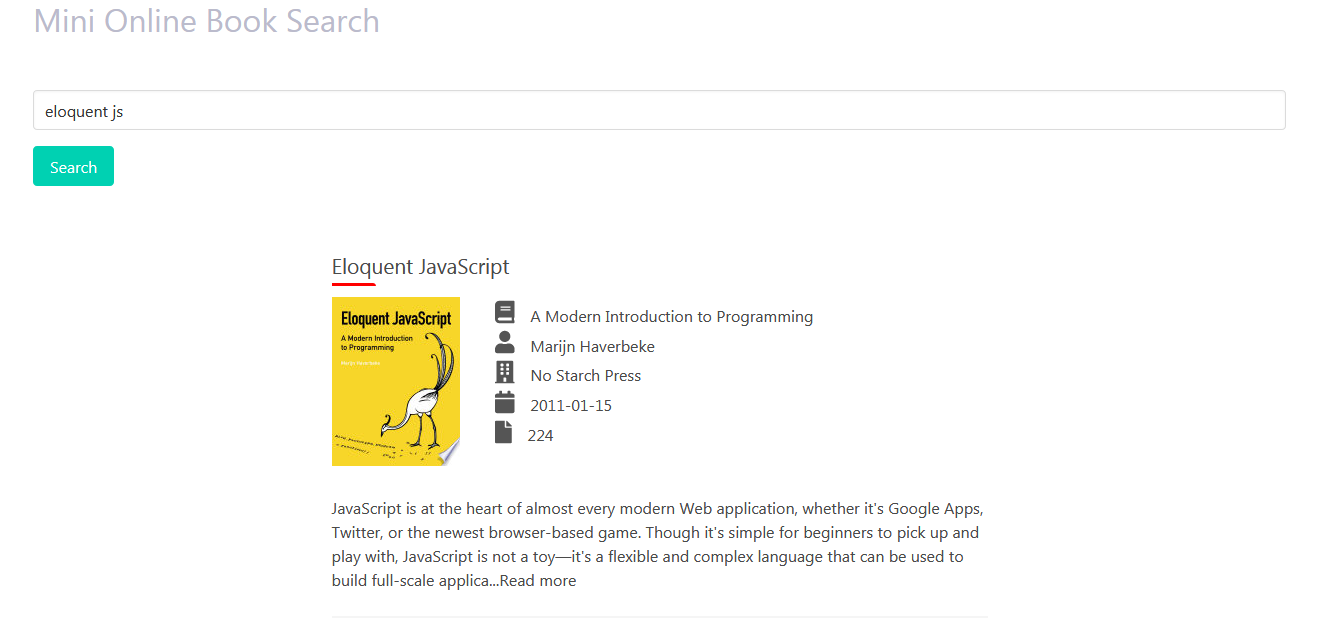 Mini Online Book Search
eloquent js
Search
Eloquent JavaScript
Eloquent JavaScript
A Modern Introduction
to Programming
Marijn Haverbeke
A Modern Introduction to Programming
Marijn Haverbeke
No Starch Press
2011-01-15
224
JavaScript is at the heart of almost every modern Web application, whether it's Google Apps,
Twitter, or the newest browser-based game. Though it's simple for beginners to pick up and
play with, JavaScript is not a toy—it's a flexible and complex language that can be used to
build full-scale applica...Read more